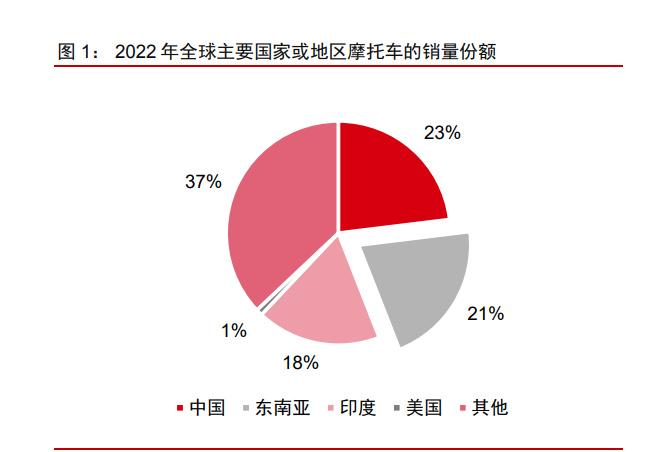 图 1： 2022 年全球主要国家或地区摩托车的销量份额
23%
37%
21%
1%
18%
中国 东南亚 印度 美国 其他